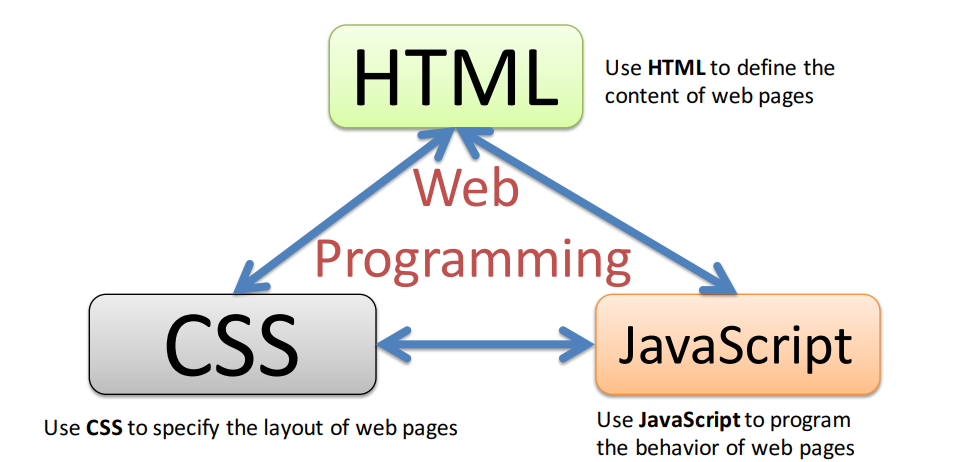 HTML
Use HTML to define the
content of web pages
Web
Programming
CSS
JavaScript
Use CSS to specify the layout of web pages
Use JavaScript to program
the behavior of web pages